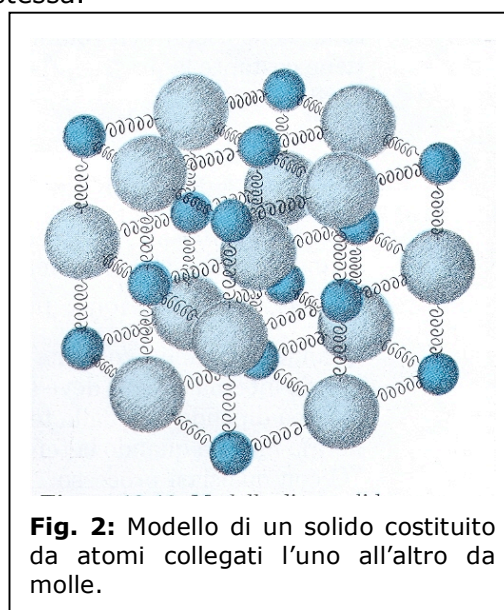 Fig. 2: Modello di un solido costituito
da atomi collegati l'uno all'altro da
molle.